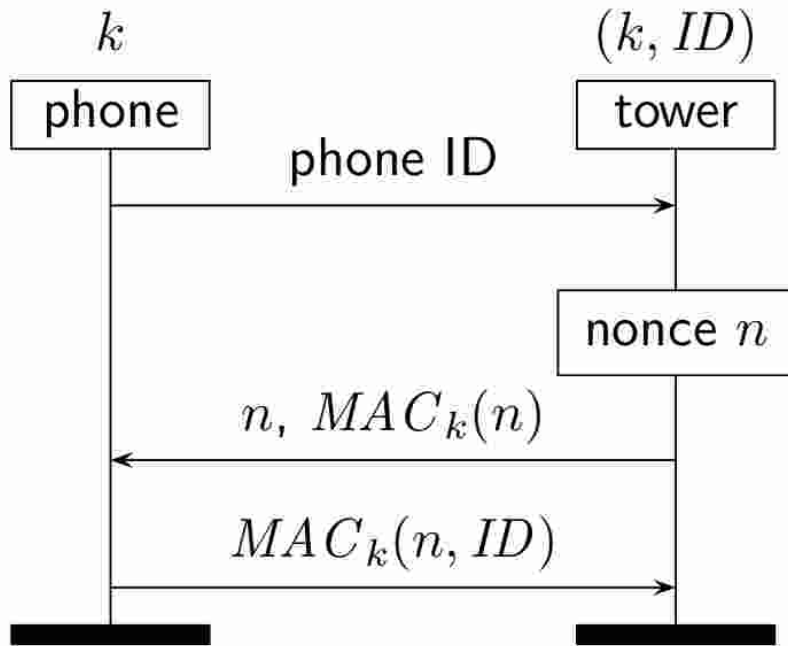 k (k, ID)
phone tower
phone ID
nonce n
n, MAC_k(n)
MAC_k(n, ID)